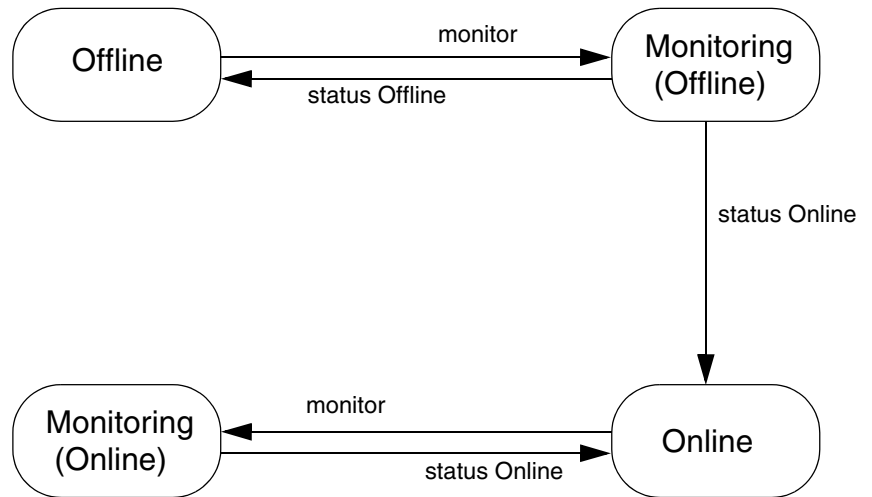 Offline
monitor
status Offline
Monitoring
(Offline)
status Online
Monitoring
(Online)
monitor
status Online
Online